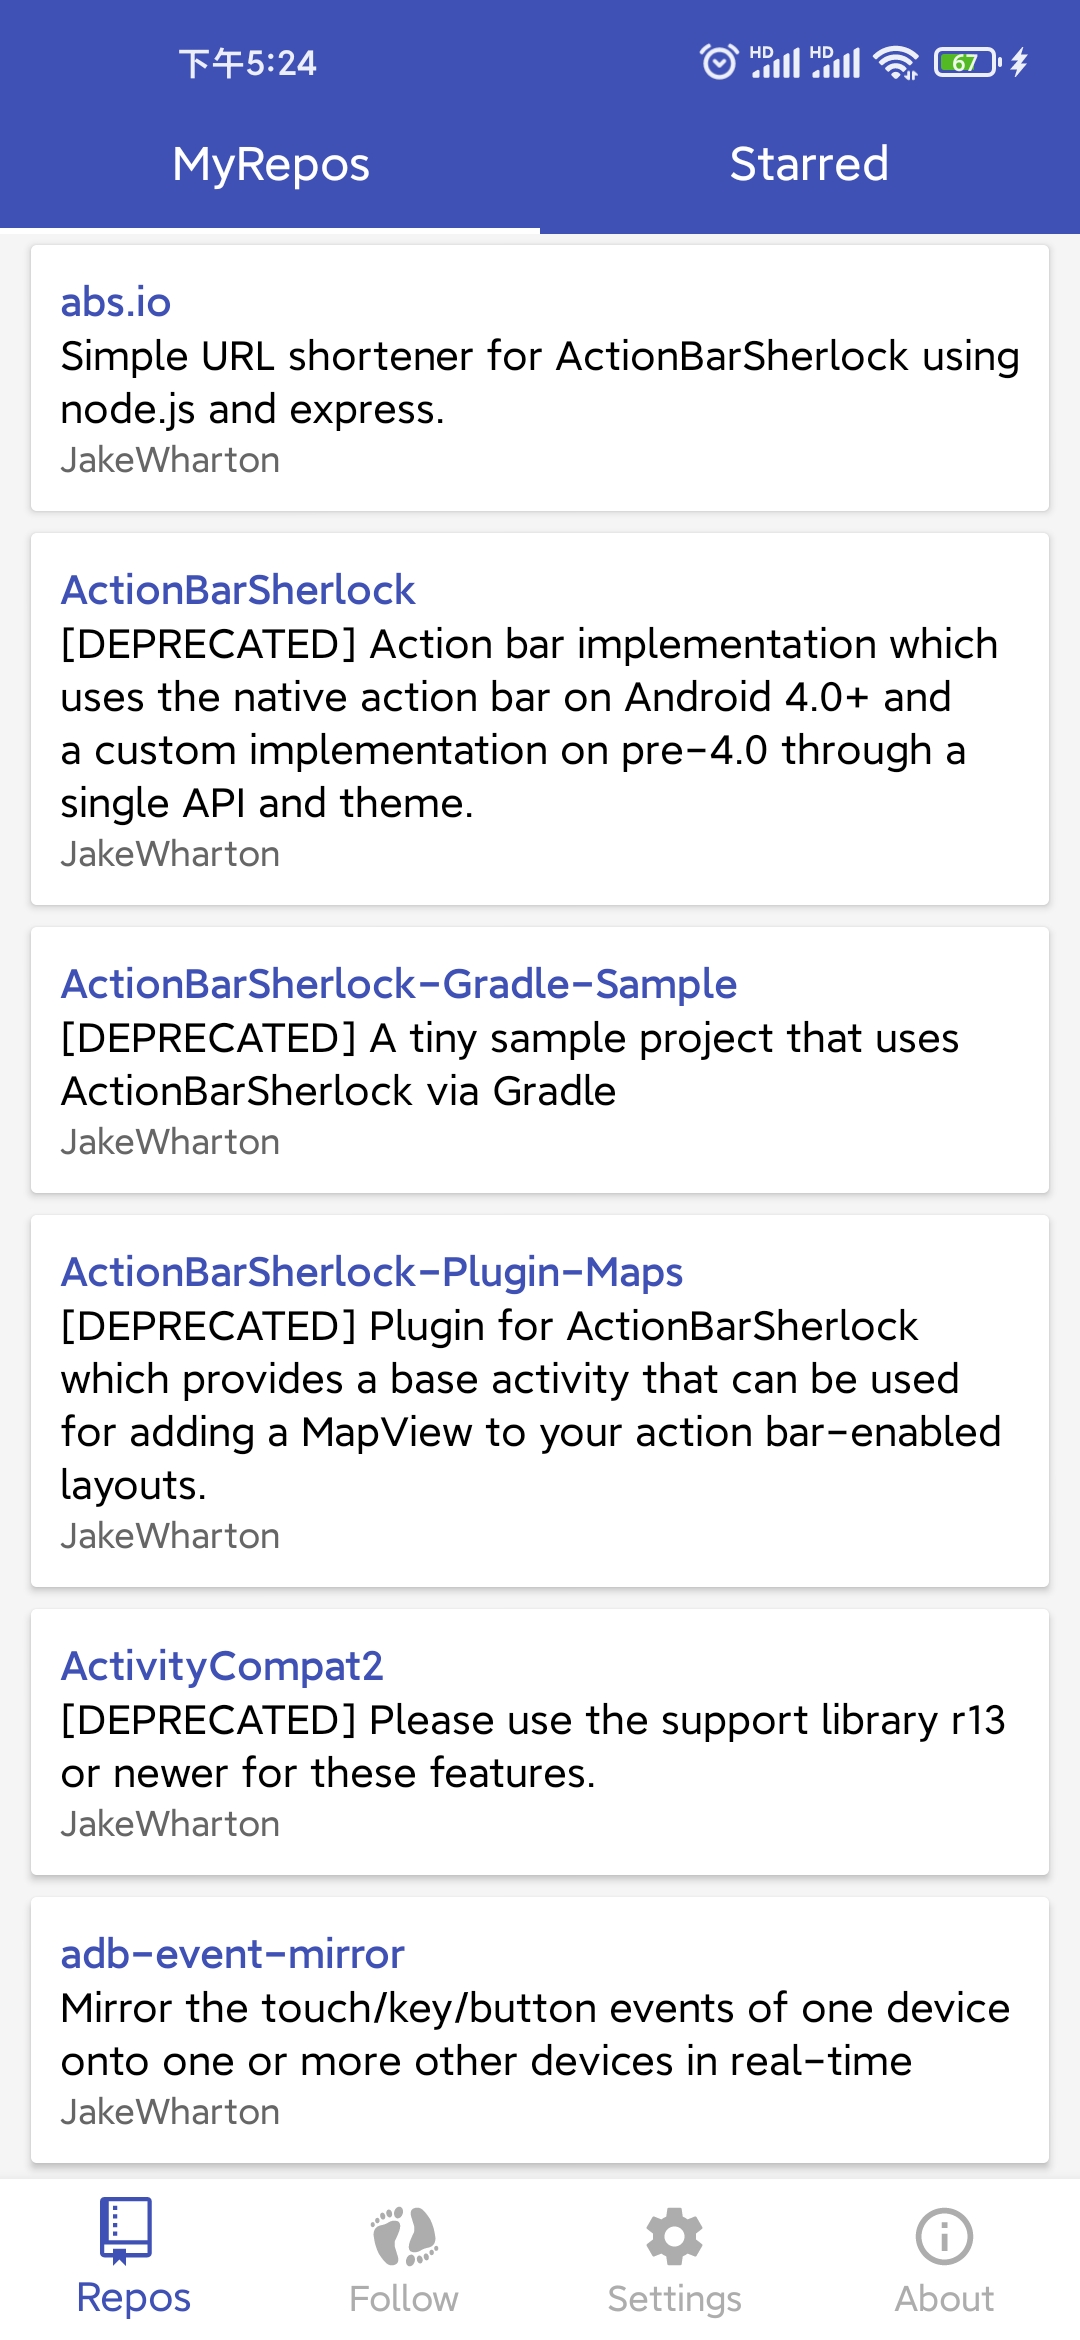 下午5:24
HD HD 67
MyRepos Starred
abs.io
Simple URL shortener for ActionBarSherlock using
node.js and express.
JakeWharton
ActionBarSherlock
[DEPRECATED] Action bar implementation which
uses the native action bar on Android 4.0+ and
a custom implementation on pre-4.0 through a
single API and theme.
JakeWharton
ActionBarSherlock-Gradle-Sample
[DEPRECATED] A tiny sample project that uses
ActionBarSherlock via Gradle
JakeWharton
ActionBarSherlock-Plugin-Maps
[DEPRECATED] Plugin for ActionBarSherlock
which provides a base activity that can be used
for adding a MapView to your action bar-enabled
layouts.
JakeWharton
ActivityCompat2
[DEPRECATED] Please use the support library r13
or newer for these features.
JakeWharton
adb-event-mirror
Mirror the touch/key/button events of one device
onto one or more other devices in real-time
JakeWharton
Repos Follow Settings About